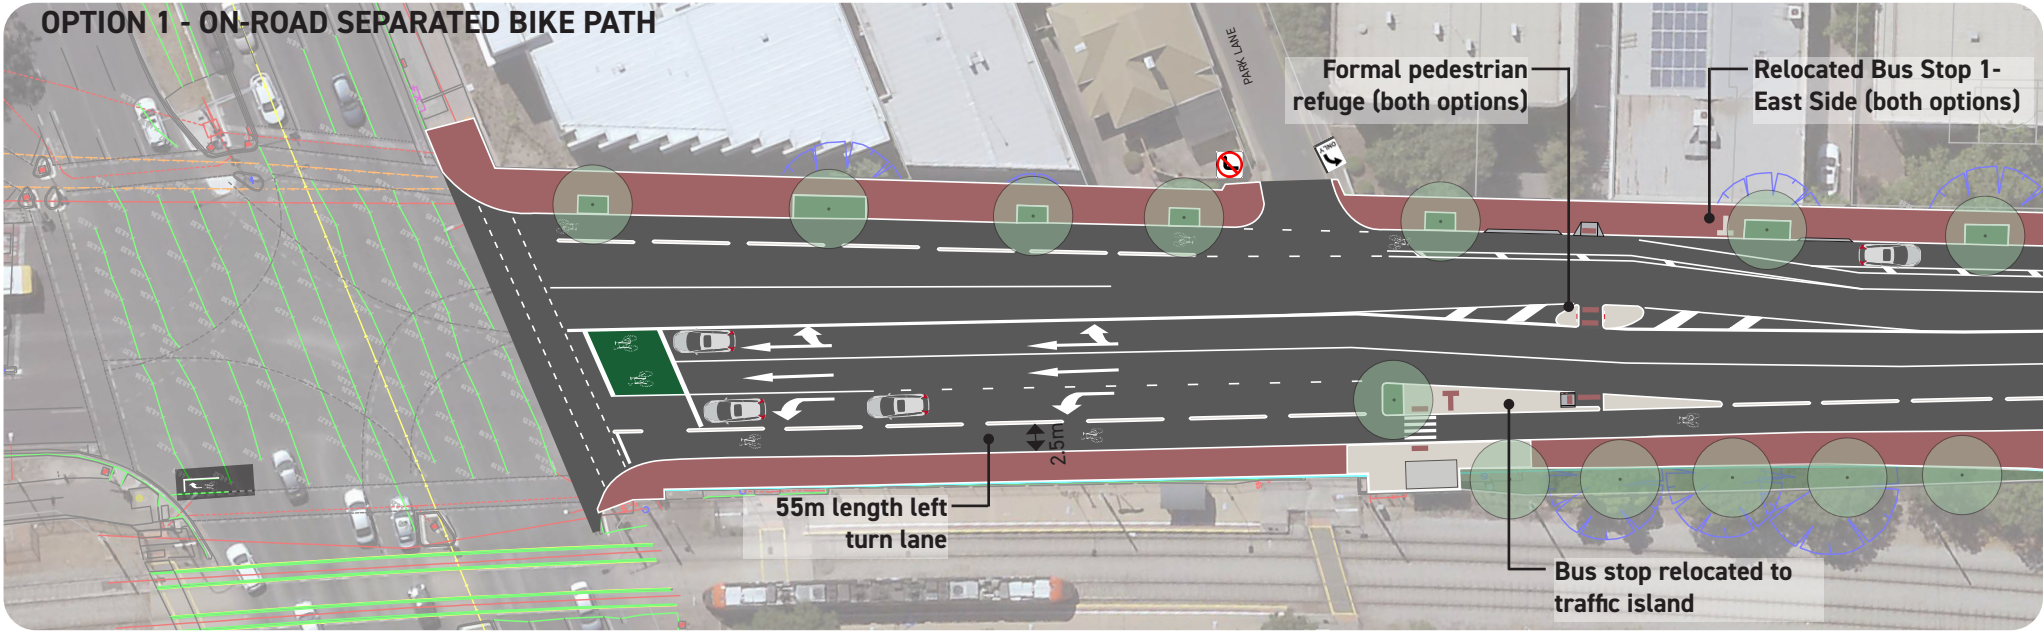 OPTION 1 - ON-ROAD SEPARATED BIKE PATH
PARK LANE
Formal pedestrian
refuge (both options)
Relocated Bus Stop 1-
East Side (both options)
ONLY
2.5m
55m length left
turn lane
T
Bus stop relocated to
traffic island